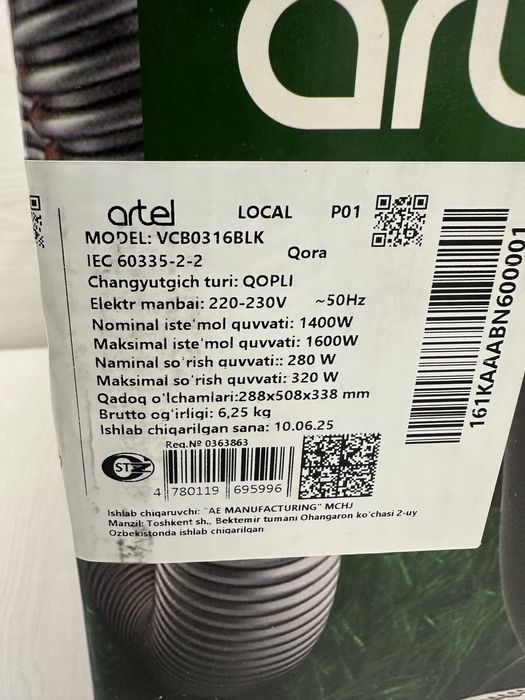 artel
artel LOCAL P01
MODEL: VCB0316BLK
IEC 60335-2-2 Qora
Changyutgich turi: QOPLI
Elektr manbai: 220-230V ~50Hz
Nominal iste'mol quvvati: 1400W
Maksimal iste'mol quvvati: 1600W
Naminal so'rish quvvati:: 280 W
Maksimal so'rish quvvati: 320 W
Qadoq o'lchamlari:288x508x338 mm
Brutto og'irligi: 6,25 kg
Ishlab chiqarilgan sana: 10.06.25
Reg.№ 0363863
ST
4 780119 695996
Ishlab chiqaruvchi: "AE MANUFACTURING" MCHJ
Manzil: Toshkent sh., Bektemir tumani Ohangaron ko'chasi 2-uy
Ozbekistonda ishlab chiqarilgan
161KAAAABN600001